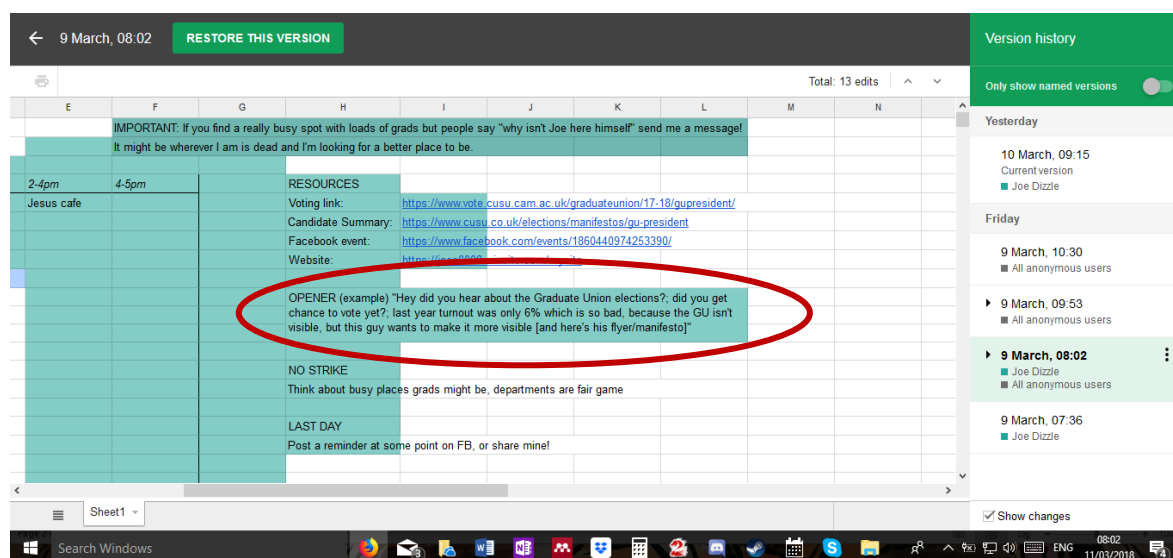 9 March, 08:02 RESTORE THIS VERSION
Version history
Total: 13 edits
Only show named versions
E F G H I J K L M N
IMPORTANT: If you find a really busy spot with loads of grads but people say "why isn't Joe here himself" send me a message!
It might be wherever I am is dead and I'm looking for a better place to be.
2-4pm 4-5pm RESOURCES
Jesus cafe Voting link: https://www.vote.cusu.cam.ac.uk/graduateunion/17-18/gupresident/
Candidate Summary: https://www.cusu.co.uk/elections/manifestos/gu-president
Facebook event: https://www.facebook.com/events/1860440974253390/
Website:
OPENER (example) "Hey did you hear about the Graduate Union elections?; did you get
chance to vote yet?; last year turnout was only 6% which is so bad, because the GU isn't
visible, but this guy wants to make it more visible [and here's his flyer/manifesto]"
NO STRIKE
Think about busy places grads might be, departments are fair game
LAST DAY
Post a reminder at some point on FB, or share mine!
Yesterday
10 March, 09:15
Current version
Joe Dizzle
Friday
9 March, 10:30
All anonymous users
9 March, 09:53
All anonymous users
9 March, 08:02
Joe Dizzle
All anonymous users
9 March, 07:36
Joe Dizzle
Sheet1
Show changes
Search Windows
ENG
08:02
11/03/2018